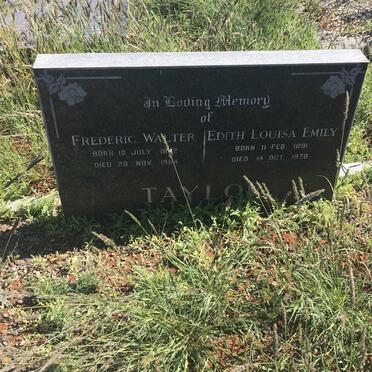 In Loving Memory
of
FREDERIC WALTER
BORN 10 JULY
DIED 20 NOV.
EDITH LOUISA EMILY
BORN 11 FEB. 1891
DIED 14 OCT. 1978
TAYLOR